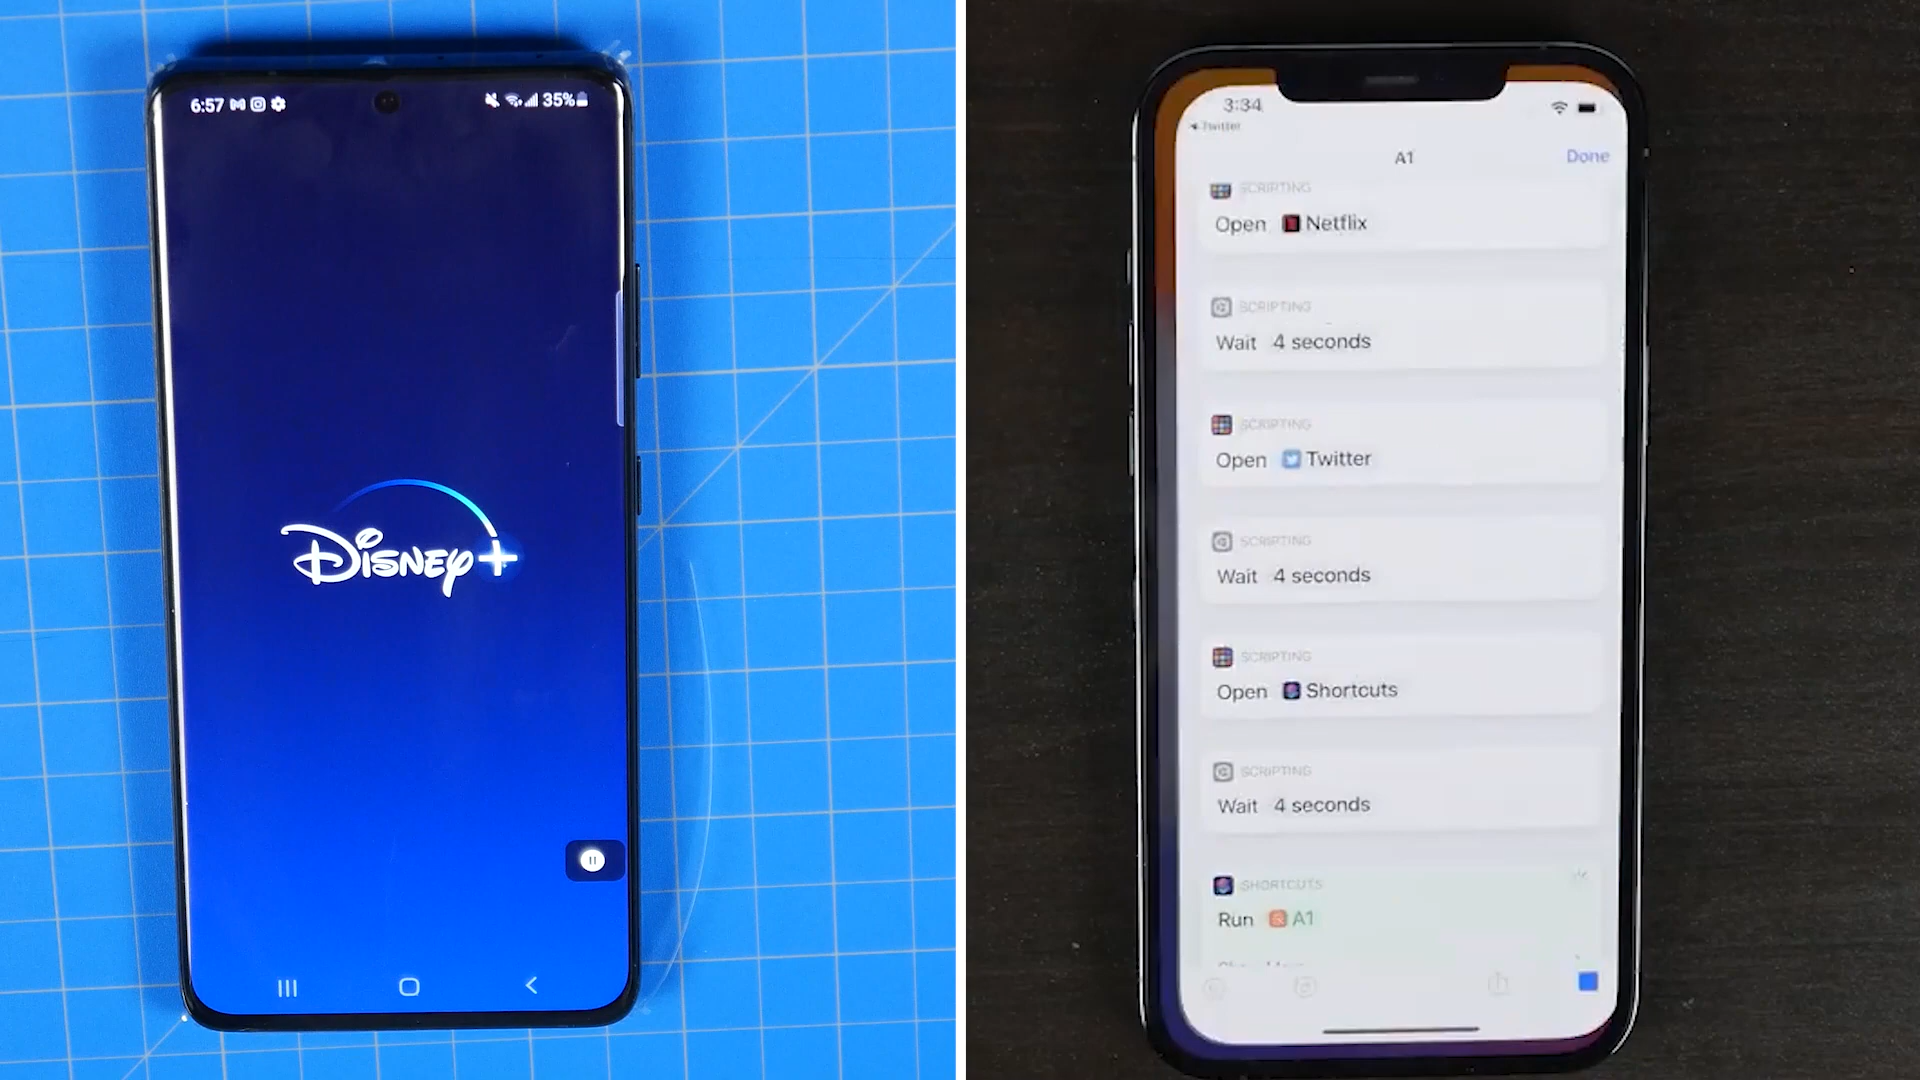 6:57
35%
Disney+
3:34
Twitter
A1
Done
SCRIPTING
Open Netflix
SCRIPTING
Wait 4 seconds
SCRIPTING
Open Twitter
SCRIPTING
Wait 4 seconds
SCRIPTING
Open Shortcuts
SCRIPTING
Wait 4 seconds
SHORTCUTS
Run A1